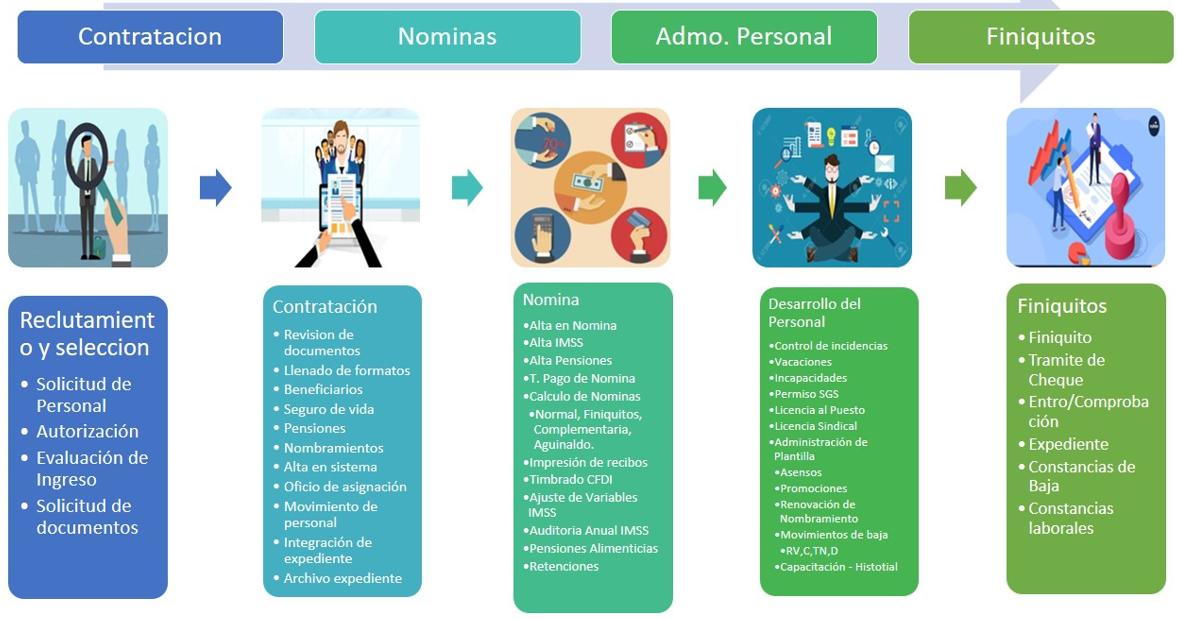 Contratacion
Nominas
Admo. Personal
Finiquitos
Reclutamient
o y seleccion
• Solicitud de
Personal
• Autorización
• Evaluación de
Ingreso
• Solicitud de
documentos
Contratación
• Revision de
documentos
• Llenado de formatos
• Beneficiarios
• Seguro de vida
• Pensiones
• Nombramientos
• Alta en sistema
• Oficio de asignación
• Movimiento de
personal
• Integración de
expediente
• Archivo expediente
Nomina
•Alta en Nomina
•Alta IMSS
•Alta Pensiones
•T. Pago de Nomina
•Calculo de Nominas
•Normal, Finiquitos,
Complementaria,
Aguinaldo.
•Impresión de recibos
•Timbrado CFDI
•Ajuste de Variables
IMSS
•Auditoria Anual IMSS
•Pensiones Alimenticias
•Retenciones
Desarrollo del
Personal
•Control de incidencias
•Vacaciones
•Incapacidades
•Permiso SGS
•Licencia al Puesto
•Licencia Sindical
•Administración de
Plantilla
•Asensos
•Promociones
•Renovación de
Nombramiento
•Movimientos de baja
•RV,C,TN,D
•Capacitación - Histotial
Finiquitos
• Finiquito
• Tramite de
Cheque
• Entro/Comproba
ción
• Expediente
• Constancias de
Baja
• Constancias
laborales